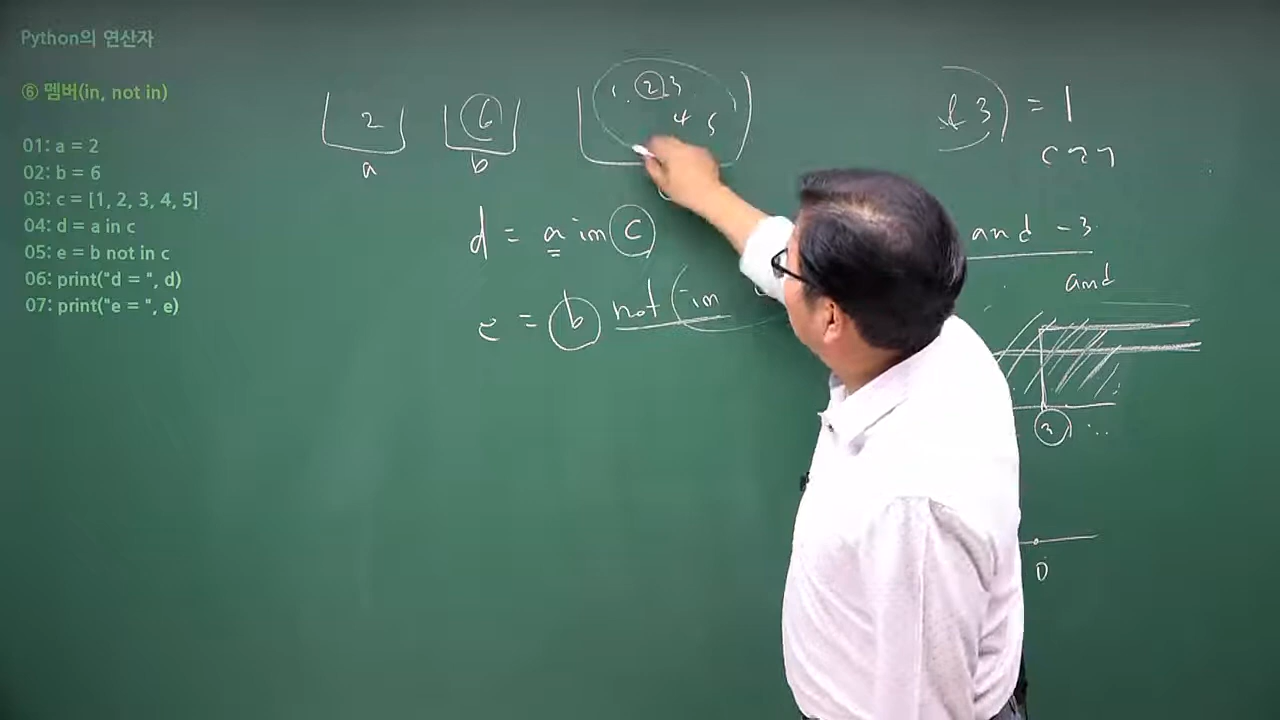 Python의 연산자
⑥ 멤버(in, not in)
01: a = 2
02: b = 6
03: c = [1, 2, 3, 4, 5]
04: d = a in c
05: e = b not in c
06: print("d = ", d)
07: print("e = ", e)
2
a
6
b
1, 2, 3
4 5
d = a in c
e = b not in
3 = 1
and -3
and
3 ...
0